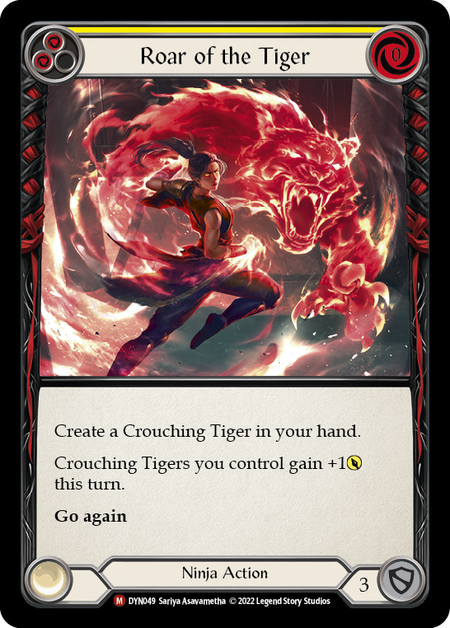 Roar of the Tiger
0
Create a Crouching Tiger in your hand.
Crouching Tigers you control gain +1
this turn.
Go again
Ninja Action
3
M DYN049 Sariya Asavametha © 2022 Legend Story Studios